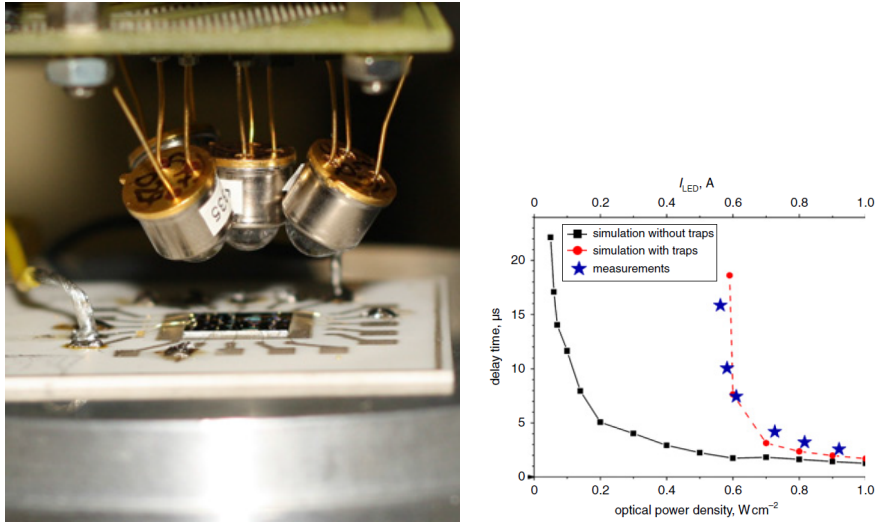 935
I_LED, A
0 0.2 0.4 0.6 0.8 1.0
simulation without traps
simulation with traps
measurements
20
15
10
5
0
delay time, μs
0 0.2 0.4 0.6 0.8 1.0
optical power density, W cm⁻²